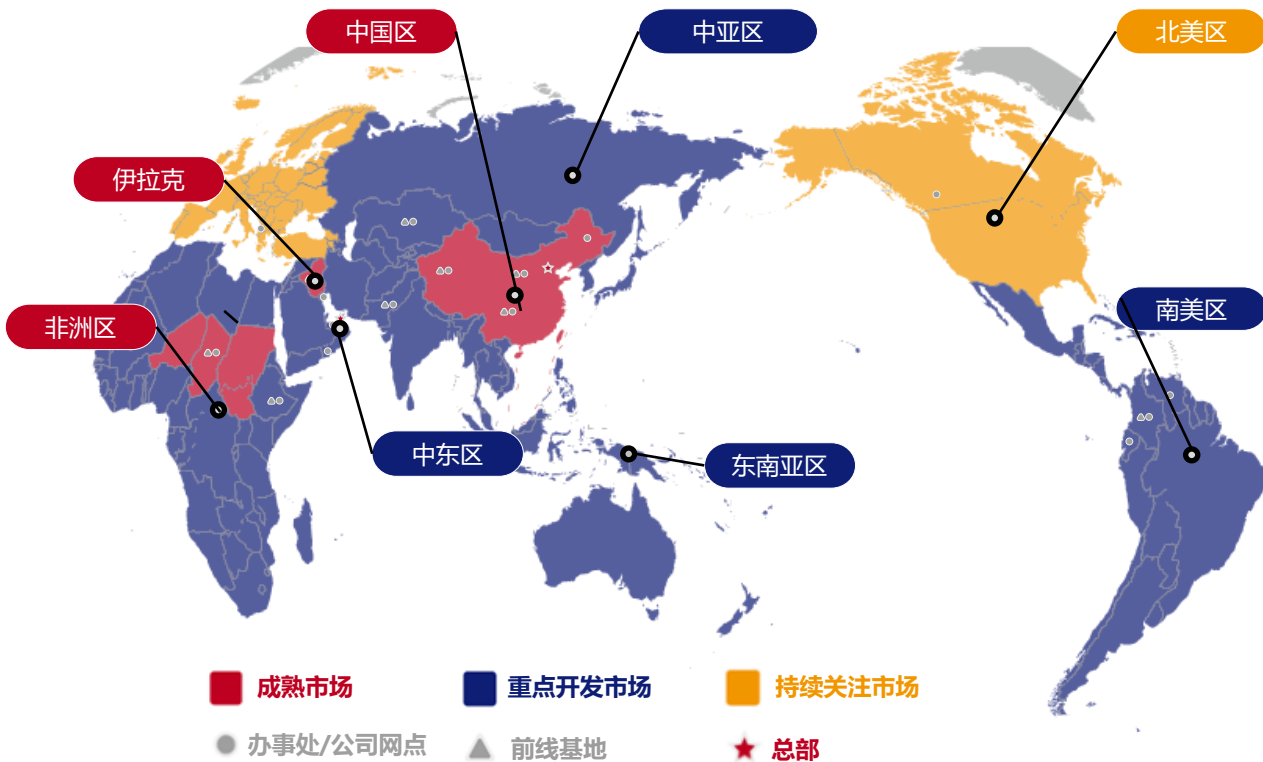 中国区
中亚区
北美区
伊拉克
非洲区
南美区
中东区
东南亚区
成熟市场
重点开发市场
持续关注市场
办事处/公司网点
前线基地
总部